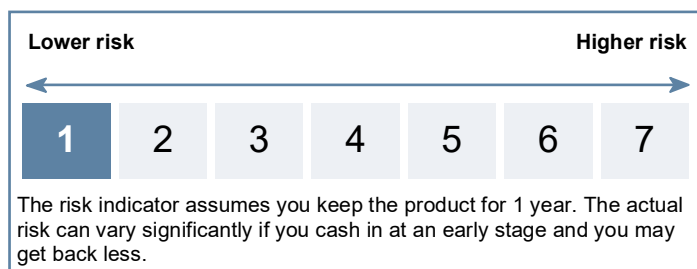 Lower risk Higher risk
1 2 3 4 5 6 7
The risk indicator assumes you keep the product for 1 year. The actual
risk can vary significantly if you cash in at an early stage and you may
get back less.